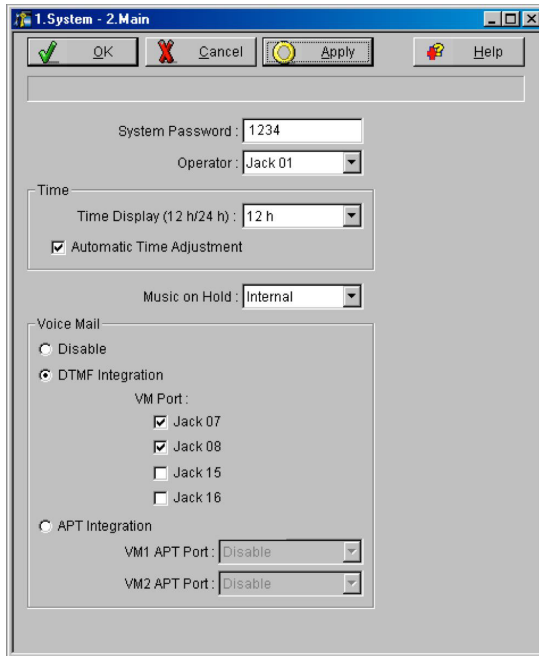 1.System - 2.Main
OK Cancel Apply Help
System Password : 1234
Operator : Jack 01
Time
Time Display (12 h/24 h) : 12 h
Automatic Time Adjustment
Music on Hold : Internal
Voice Mail
Disable
DTMF Integration
VM Port :
Jack 07
Jack 08
Jack 15
Jack 16
APT Integration
VM1 APT Port : Disable
VM2 APT Port : Disable